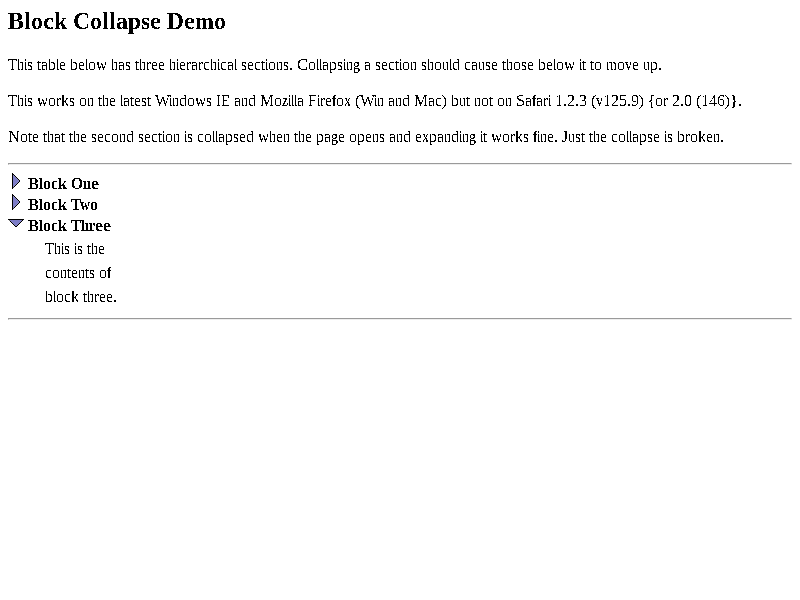 Block Collapse Demo
This table below has three hierarchical sections. Collapsing a section should cause those below it to move up.
This works on the latest Windows IE and Mozilla Firefox (Win and Mac) but not on Safari 1.2.3 (v125.9) {or 2.0 (146)}.
Note that the second section is collapsed when the page opens and expanding it works fine. Just the collapse is broken.
Block One
Block Two
Block Three
This is the
contents of
block three.